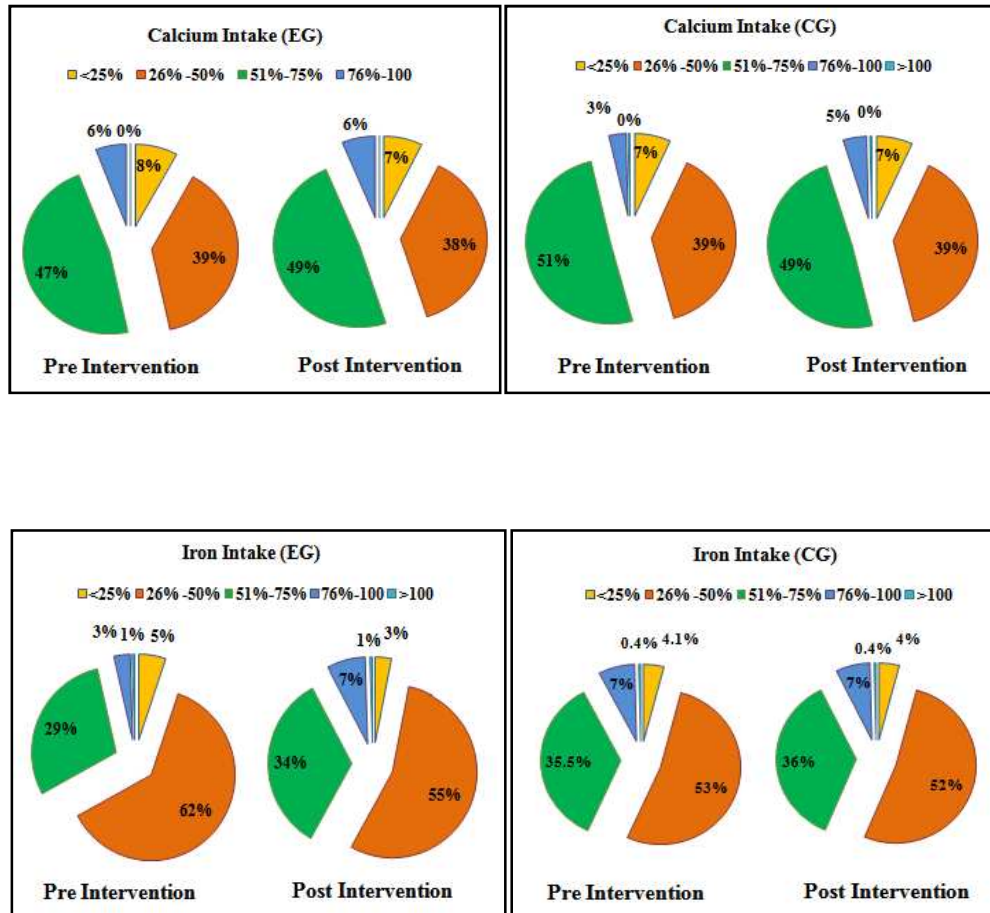 Calcium Intake (EG)
<25% 26% -50% 51%-75% 76%-100
6% 0%
8%
39%
47%
Pre Intervention
6%
7%
38%
49%
Post Intervention
Calcium Intake (CG)
<25% 26% -50% 51%-75% 76%-100 >100
3% 0%
7%
39%
51%
Pre Intervention
5% 0%
7%
39%
49%
Post Intervention
Iron Intake (EG)
<25% 26% -50% 51%-75% 76%-100 >100
3% 1% 5%
29%
62%
Pre Intervention
1% 3%
7%
34%
55%
Post Intervention
Iron Intake (CG)
<25% 26% -50% 51%-75% 76%-100 >100
0.4% 4.1%
7%
35.5%
53%
Pre Intervention
0.4% 4%
7%
36%
52%
Post Intervention